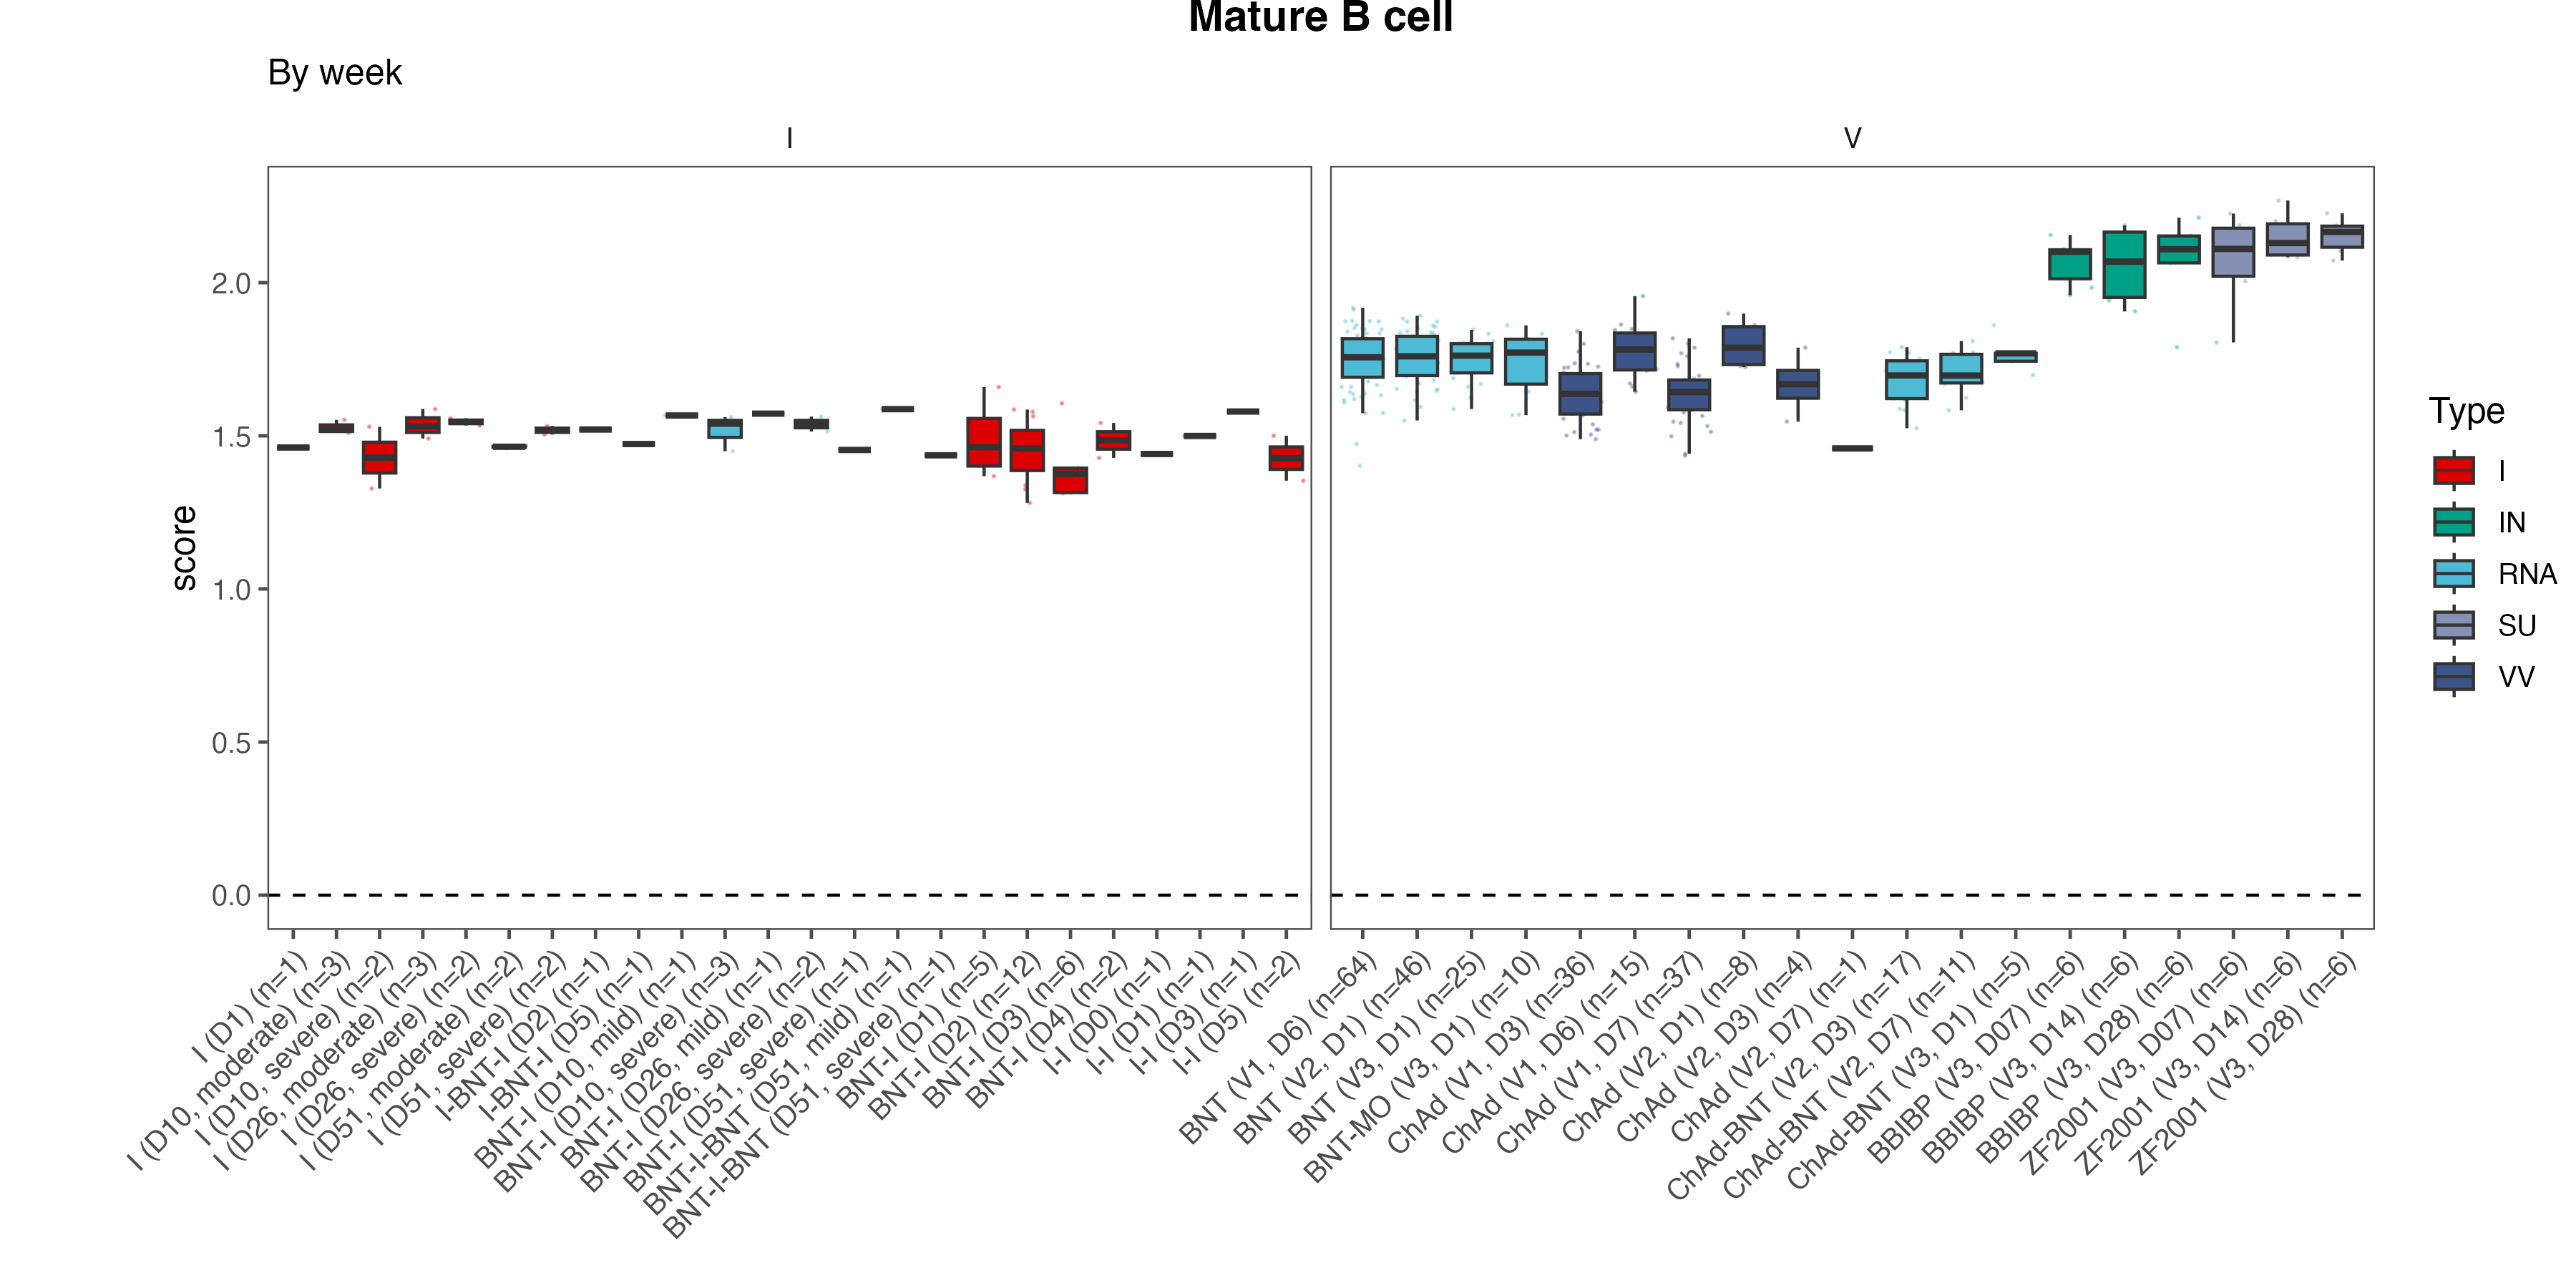 Mature B cell
By week
I
V
score
2.0
1.5
1.0
0.5
0.0
I (D1) (n=1)
I (D10, moderate) (n=3)
I (D10, severe) (n=2)
I (D26, moderate) (n=3)
I (D26, severe) (n=2)
I (D51, moderate) (n=2)
I (D51, severe) (n=2)
I-BNT-I (D2) (n=1)
I-BNT-I (D5) (n=1)
BNT-I (D10, mild) (n=1)
BNT-I (D10, severe) (n=3)
BNT-I (D26, mild) (n=1)
BNT-I (D26, severe) (n=2)
BNT-I (D51, severe) (n=1)
BNT-I-BNT (D51, mild) (n=1)
BNT-I-BNT (D51, severe) (n=1)
BNT-I (D1) (n=5)
BNT-I (D2) (n=12)
BNT-I (D3) (n=6)
BNT-I (D4) (n=2)
I-I (D0) (n=1)
I-I (D1) (n=1)
I-I (D3) (n=1)
I-I (D5) (n=2)
BNT (V1, D6) (n=64)
BNT (V2, D1) (n=46)
BNT (V3, D1) (n=25)
BNT-MO (V3, D1) (n=10)
ChAd (V1, D3) (n=36)
ChAd (V1, D6) (n=15)
ChAd (V1, D7) (n=37)
ChAd (V2, D1) (n=8)
ChAd (V2, D3) (n=4)
ChAd (V2, D7) (n=1)
ChAd-BNT (V2, D3) (n=17)
ChAd-BNT (V2, D7) (n=11)
ChAd-BNT (V3, D1) (n=5)
BBIBP (V3, D07) (n=6)
BBIBP (V3, D14) (n=6)
BBIBP (V3, D28) (n=6)
ZF2001 (V3, D07) (n=6)
ZF2001 (V3, D14) (n=6)
ZF2001 (V3, D28) (n=6)
Type
I
IN
RNA
SU
VV